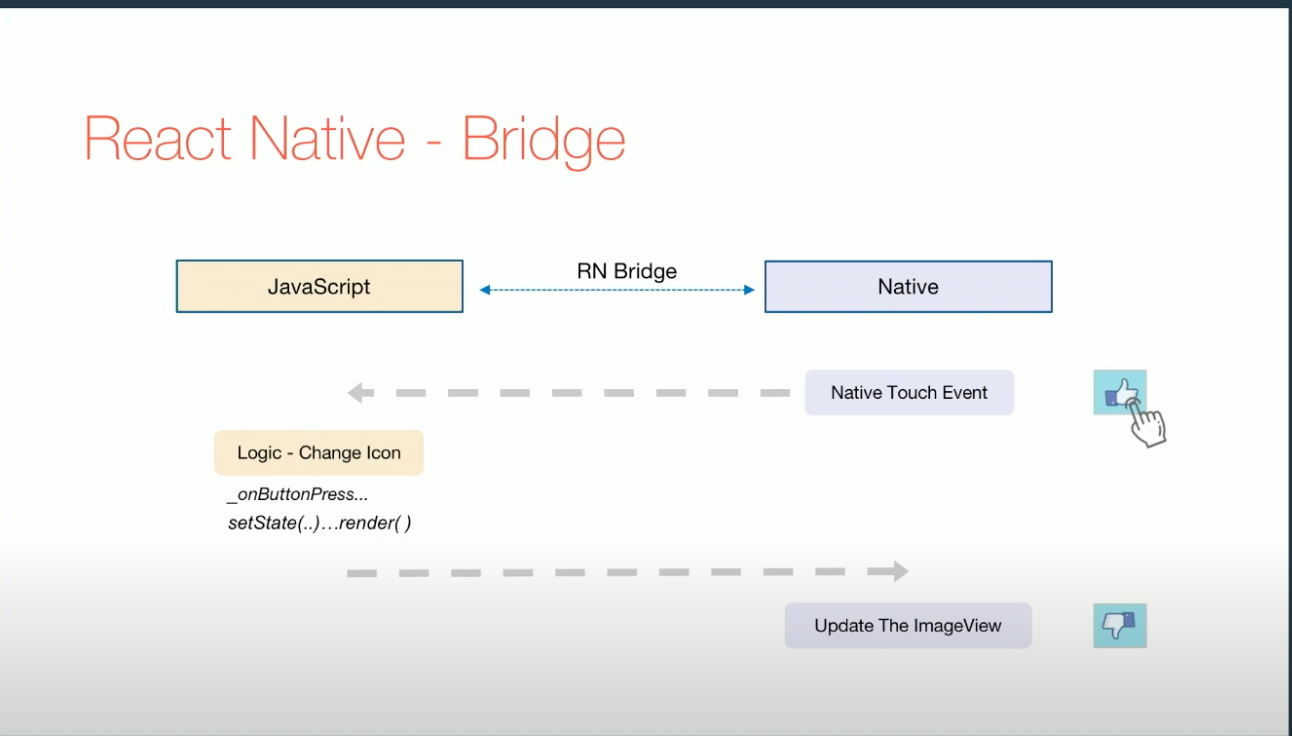 React Native - Bridge
RN Bridge
JavaScript
Native
Native Touch Event
Logic - Change Icon
_onButtonPress...
setState(..)...render( )
Update The ImageView